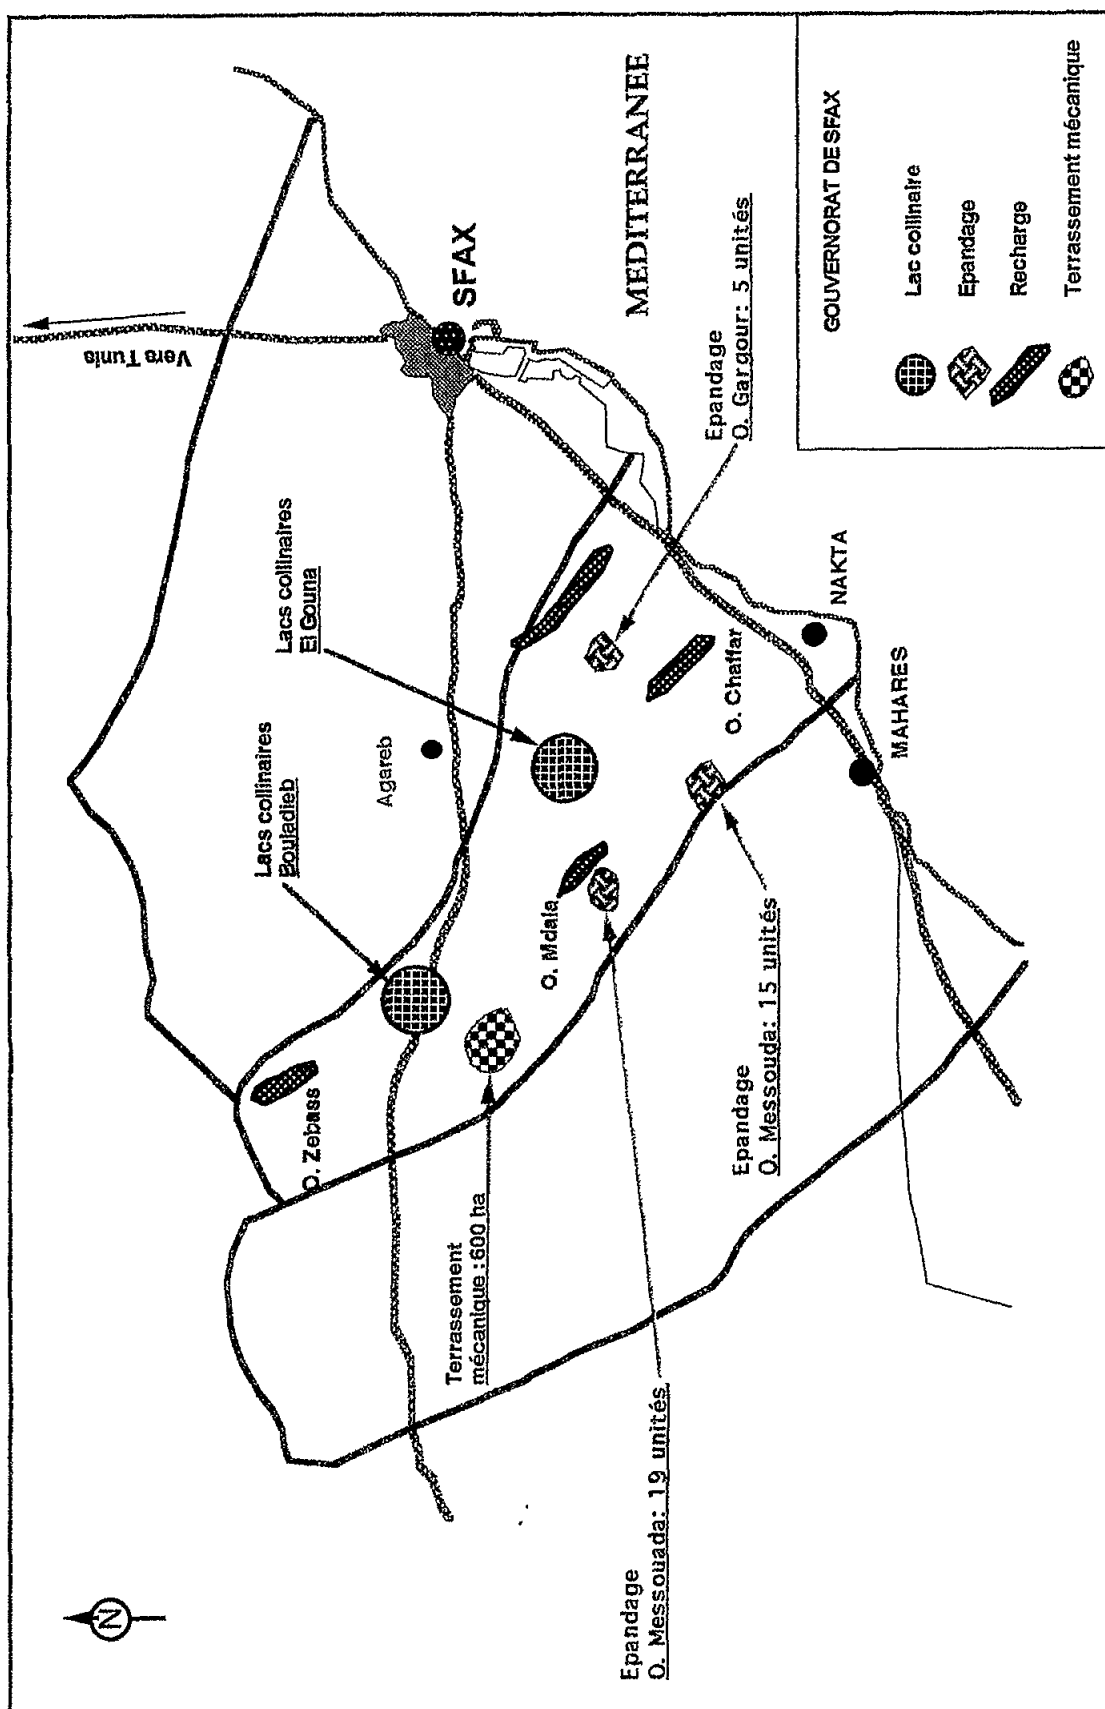 Vers Tunis
SFAX
MEDITERRANEE
Lacs collinaires
El Gouna
Lacs collinaires
Bouladieb
Agareb
O. Zebass
O. Mdala
O. Chaffar
NAKTA
MAHARES
Epandage
O. Gargour: 5 unités
Epandage
O. Messouda: 15 unités
Terrassement
mécanique :600 ha
Epandage
O. Messouada: 19 unités
N
GOUVERNORAT DE SFAX
Lac collinaire
Epandage
Recharge
Terrassement mécanique